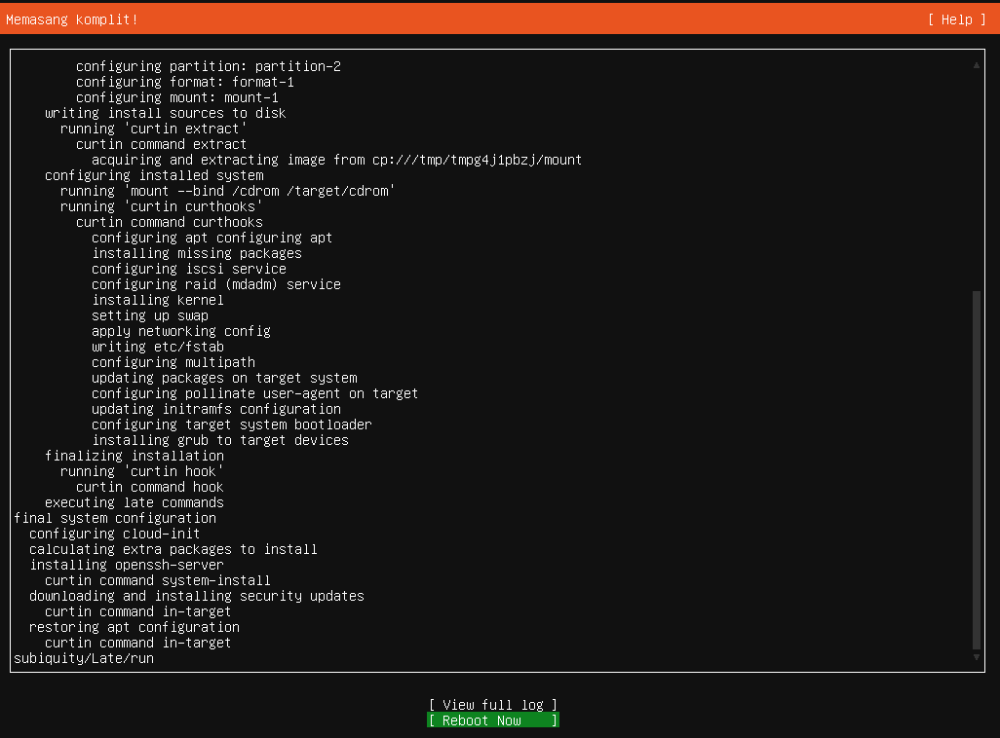 Memasang komplit! [ Help ]
configuring partition: partition-2
configuring format: format-1
configuring mount: mount-1
writing install sources to disk
running 'curtin extract'
curtin command extract
acquiring and extracting image from cp:///tmp/tmpg4j1pbzj/mount
configuring installed system
running 'mount --bind /cdrom /target/cdrom'
running 'curtin curthooks'
curtin command curthooks
configuring apt configuring apt
installing missing packages
configuring iscsi service
configuring raid (mdadm) service
installing kernel
setting up swap
apply networking config
writing etc/fstab
configuring multipath
updating packages on target system
configuring pollinate user-agent on target
updating initramfs configuration
configuring target system bootloader
installing grub to target devices
finalizing installation
running 'curtin hook'
curtin command hook
executing late commands
final system configuration
configuring cloud-init
calculating extra packages to install
installing openssh-server
curtin command system-install
downloading and installing security updates
curtin command in-target
restoring apt configuration
curtin command in-target
subiquity/Late/run
[ View full log ]
[ Reboot Now ]